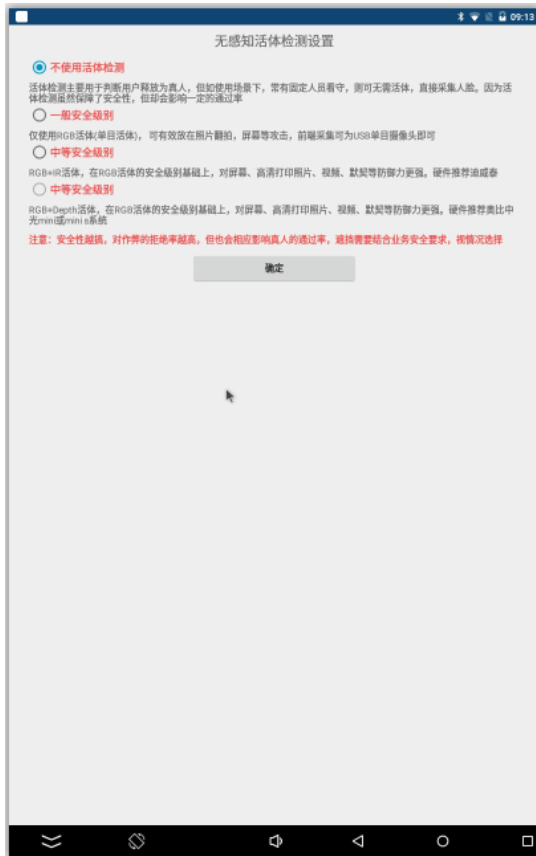 09:13
无感知活体检测设置
不使用活体检测
活体检测主要用于判断用户释放为真人，但如使用场景下，常有固定人员看守，则可无需活体，直接采集人脸。因为活
体检测虽然保障了安全性，但却会影响一定的通过率
一般安全级别
仅使用RGB活体(单目活体)， 可有效放在照片翻拍，屏幕等攻击，前端采集可为USB单目摄像头即可
中等安全级别
RGB+IR活体，在RGB活体的安全级别基础上，对屏幕、高清打印照片、视频、默契等防御力更强。硬件推荐迪威泰
中等安全级别
RGB+Depth活体，在RGB活体的安全级别基础上，对屏幕、高清打印照片、视频、默契等防御力更强。硬件推荐奥比中
光mini或mini s系统
注意：安全性越搞，对作弊的拒绝率越高，但也会相应影响真人的通过率，遮挡需要结合业务安全要求，视情况选择
确定